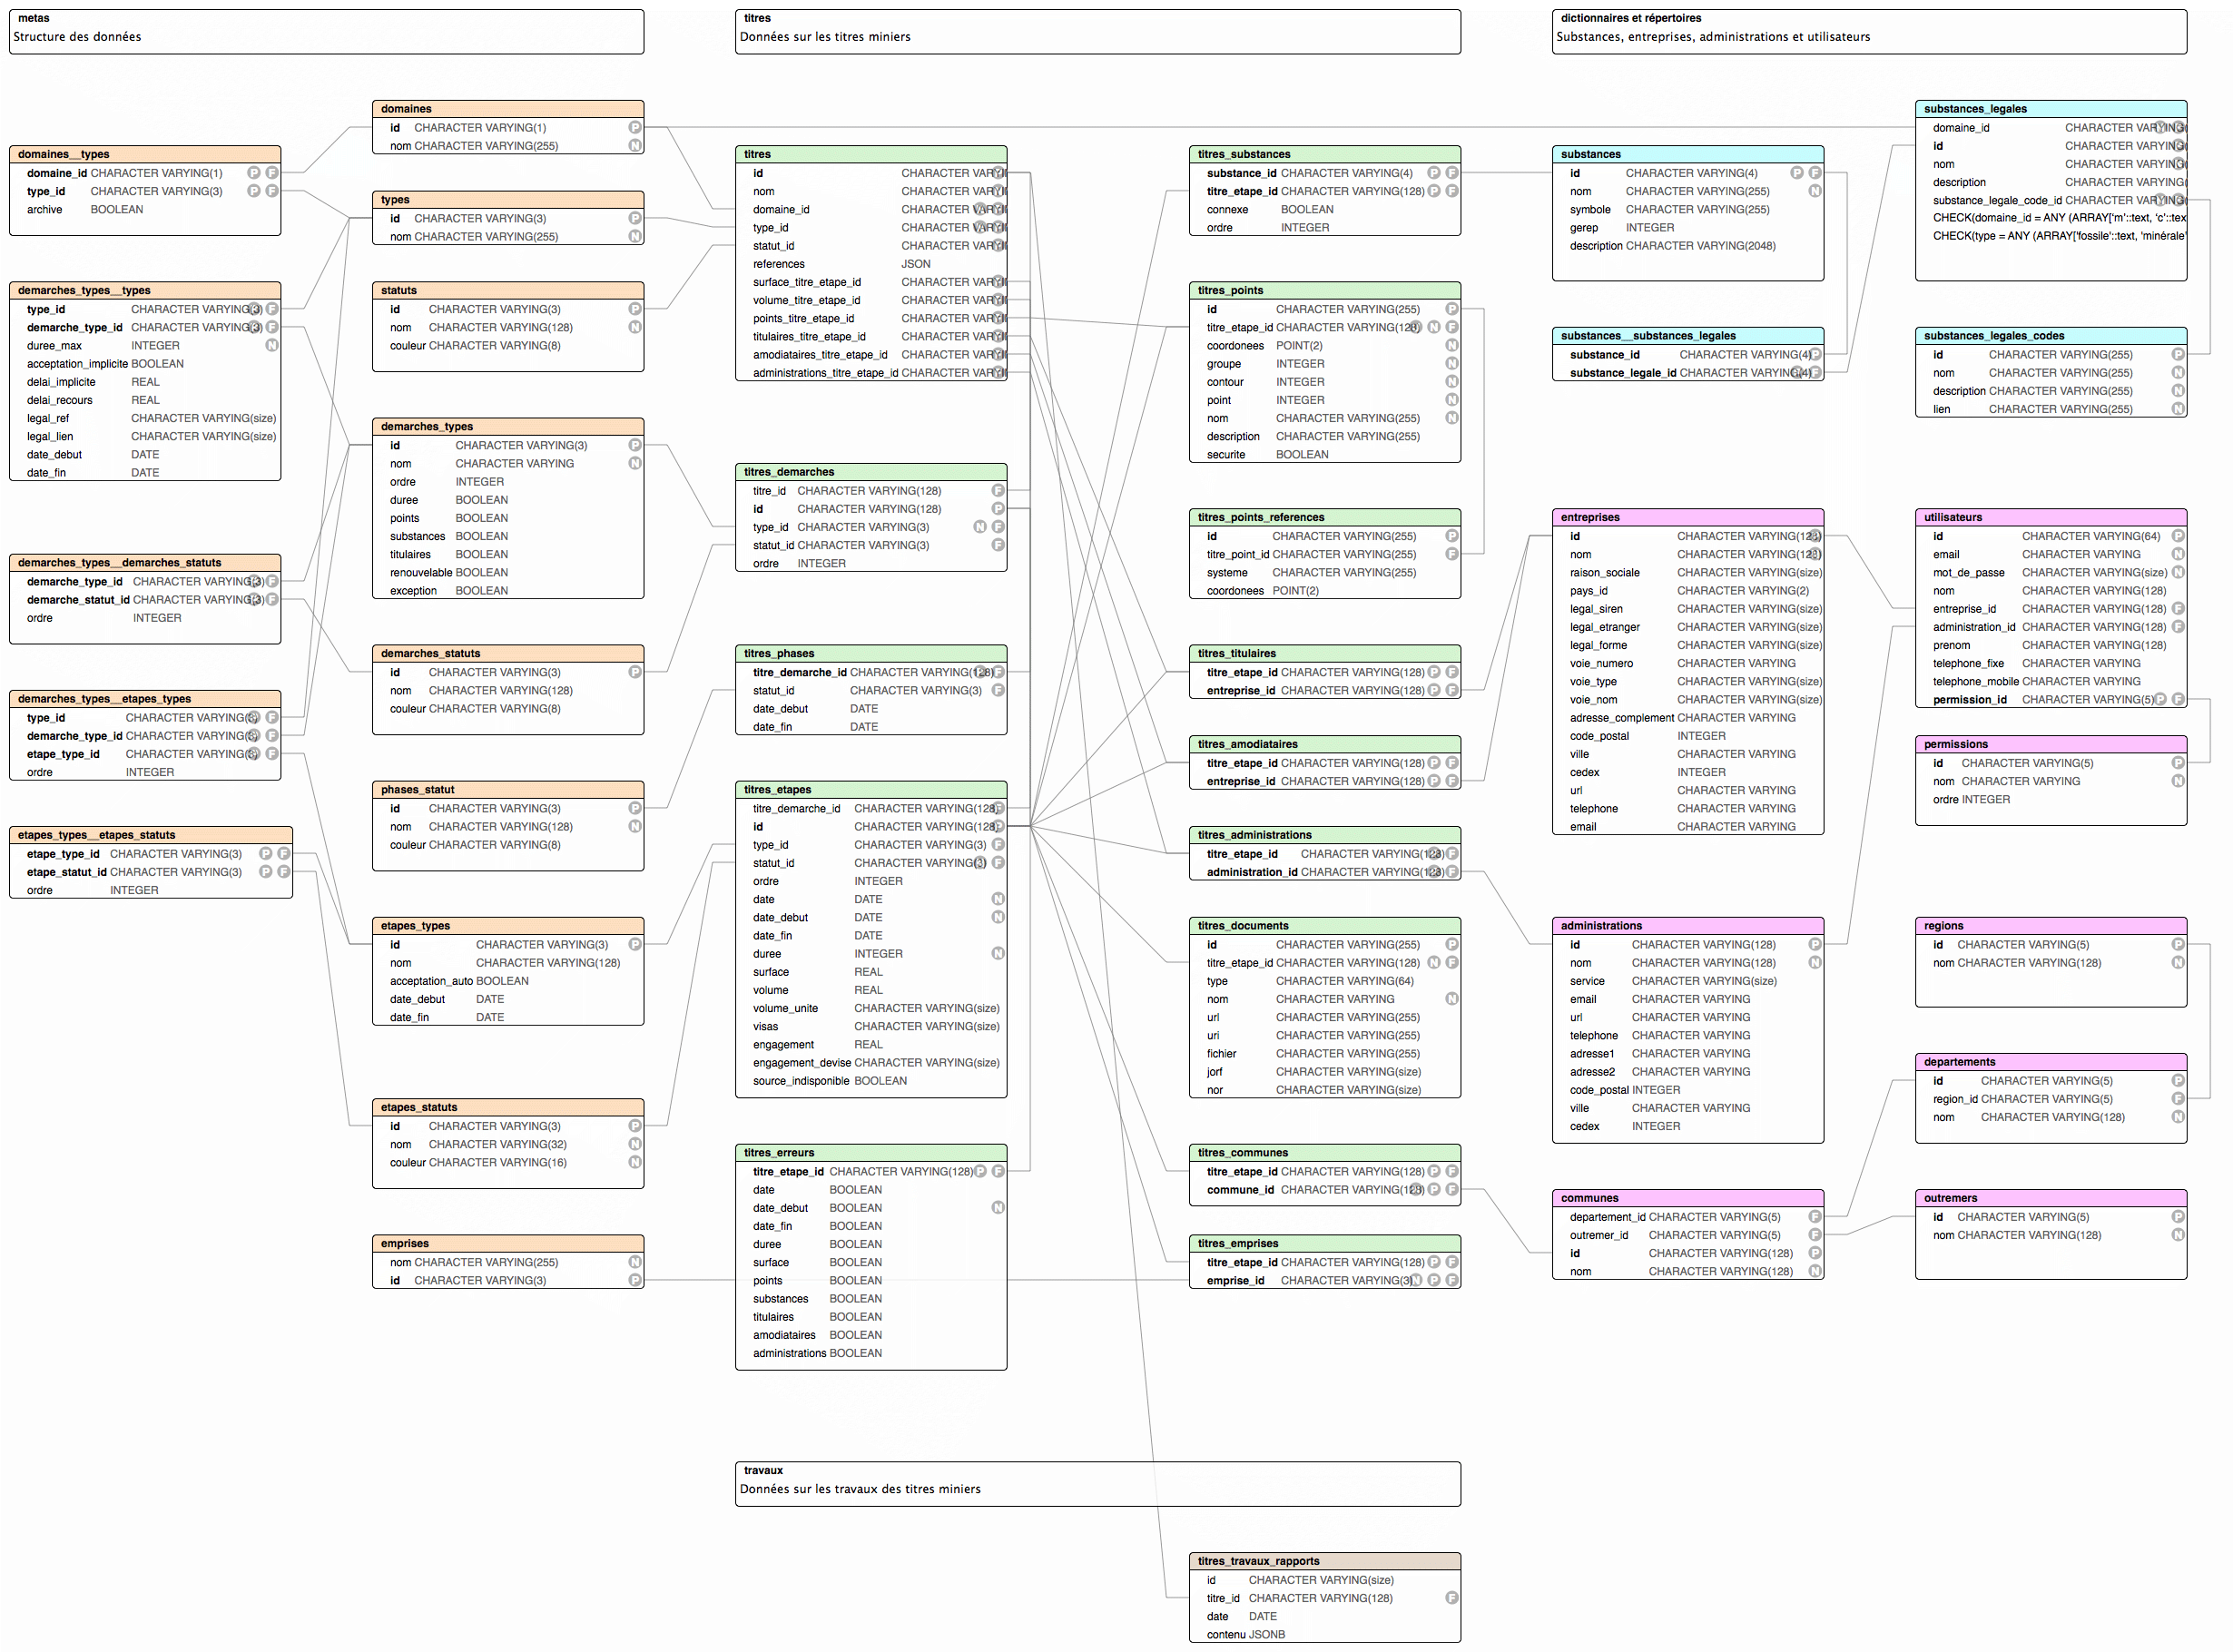 metas
Structure des données
titres
Données sur les titres miniers
dictionnaires et répertoires
Substances, entreprises, administrations et utilisateurs
domaines__types
domaine_id CHARACTER VARYING(1) P F
type_id CHARACTER VARYING(3) P F
archive BOOLEAN
demarches_types__types
type_id CHARACTER VARYING(3) F
demarche_type_id CHARACTER VARYING(3) F
duree_max INTEGER N
acceptation_implicite BOOLEAN
delai_implicite REAL
delai_recours REAL
legal_ref CHARACTER VARYING(size)
legal_lien CHARACTER VARYING(size)
date_debut DATE
date_fin DATE
demarches_types__demarches_statuts
demarche_type_id CHARACTER VARYING(3) F
demarche_statut_id CHARACTER VARYING(3) F
ordre INTEGER
demarches_types__etapes_types
type_id CHARACTER VARYING(3) F
demarche_type_id CHARACTER VARYING(3) F
etape_type_id CHARACTER VARYING(3) F
ordre INTEGER
etapes_types__etapes_statuts
etape_type_id CHARACTER VARYING(3) P F
etape_statut_id CHARACTER VARYING(3) P F
ordre INTEGER
domaines
id CHARACTER VARYING(1) P
nom CHARACTER VARYING(255) N
types
id CHARACTER VARYING(3) P
nom CHARACTER VARYING(255) N
statuts
id CHARACTER VARYING(3) P
nom CHARACTER VARYING(128) N
couleur CHARACTER VARYING(8)
demarches_types
id CHARACTER VARYING(3) P
nom CHARACTER VARYING N
ordre INTEGER
duree BOOLEAN
points BOOLEAN
substances BOOLEAN
titulaires BOOLEAN
renouvelable BOOLEAN
exception BOOLEAN
demarches_statuts
id CHARACTER VARYING(3) P
nom CHARACTER VARYING(128)
couleur CHARACTER VARYING(8)
phases_statut
id CHARACTER VARYING(3) P
nom CHARACTER VARYING(128) N
couleur CHARACTER VARYING(8)
etapes_types
id CHARACTER VARYING(3) P
nom CHARACTER VARYING(128)
acceptation_auto BOOLEAN
date_debut DATE
date_fin DATE
etapes_statuts
id CHARACTER VARYING(3) P
nom CHARACTER VARYING(32) N
couleur CHARACTER VARYING(16) N
emprises
nom CHARACTER VARYING(255) N
id CHARACTER VARYING(3) P
titres
id CHARACTER
nom CHARACTER
domaine_id CHARACTER
type_id CHARACTER
statut_id CHARACTER
references JSON
surface_titre_etape_id CHARACTER
volume_titre_etape_id CHARACTER
points_titre_etape_id CHARACTER
titulaires_titre_etape_id CHARACTER
amodiataires_titre_etape_id CHARACTER
administrations_titre_etape_id CHARACTER
titres_demarches
titre_id CHARACTER VARYING(128) F
id CHARACTER VARYING(128) P
type_id CHARACTER VARYING(3) N F
statut_id CHARACTER VARYING(3) F
ordre INTEGER
titres_phases
titre_demarche_id CHARACTER VARYING(128) F
statut_id CHARACTER VARYING(3) F
date_debut DATE
date_fin DATE
titres_etapes
titre_demarche_id CHARACTER VARYING(128)
id CHARACTER VARYING(128)
type_id CHARACTER VARYING(3) F
statut_id CHARACTER VARYING(3) F
ordre INTEGER
date DATE N
date_debut DATE N
date_fin DATE
duree INTEGER N
surface REAL
volume REAL
volume_unite CHARACTER VARYING(size)
visas CHARACTER VARYING(size)
engagement REAL
engagement_devise CHARACTER VARYING(size)
source_indisponible BOOLEAN
titres_erreurs
titre_etape_id CHARACTER VARYING(128) P F
date BOOLEAN
date_debut BOOLEAN N
date_fin BOOLEAN
duree BOOLEAN
surface BOOLEAN
points BOOLEAN
substances BOOLEAN
titulaires BOOLEAN
amodiataires BOOLEAN
administrations BOOLEAN
titres_substances
substance_id CHARACTER VARYING(4) P F
titre_etape_id CHARACTER VARYING(128) P F
connexe BOOLEAN
ordre INTEGER
titres_points
id CHARACTER VARYING(255) P
titre_etape_id CHARACTER VARYING(128) N F
coordonees POINT(2) N
groupe INTEGER N
contour INTEGER N
point INTEGER N
nom CHARACTER VARYING(255) N
description CHARACTER VARYING(255)
securite BOOLEAN
titres_points_references
id CHARACTER VARYING(255) P
titre_point_id CHARACTER VARYING(255) F
systeme CHARACTER VARYING(255)
coordonees POINT(2)
titres_titulaires
titre_etape_id CHARACTER VARYING(128) P F
entreprise_id CHARACTER VARYING(128) P F
titres_amodiataires
titre_etape_id CHARACTER VARYING(128) P F
entreprise_id CHARACTER VARYING(128) P F
titres_administrations
titre_etape_id CHARACTER VARYING(128) F
administration_id CHARACTER VARYING(128) F
titres_documents
id CHARACTER VARYING(255) P
titre_etape_id CHARACTER VARYING(128) N F
type CHARACTER VARYING(64)
nom CHARACTER VARYING N
url CHARACTER VARYING(255)
uri CHARACTER VARYING(255)
fichier CHARACTER VARYING(255)
jorf CHARACTER VARYING(size)
nor CHARACTER VARYING(size)
titres_communes
titre_etape_id CHARACTER VARYING(128) P F
commune_id CHARACTER VARYING(128) P F
titres_emprises
titre_etape_id CHARACTER VARYING(128) P F
emprise_id CHARACTER VARYING(3) N P F
substances
id CHARACTER VARYING(4) P F
nom CHARACTER VARYING(255) N
symbole CHARACTER VARYING(255)
gerep INTEGER
description CHARACTER VARYING(2048)
substances__substances_legales
substance_id CHARACTER VARYING(4) P
substance_legale_id CHARACTER VARYING(4) F
entreprises
id CHARACTER VARYING(128)
nom CHARACTER VARYING(128)
raison_sociale CHARACTER VARYING(size)
pays_id CHARACTER VARYING(2)
legal_siren CHARACTER VARYING(size)
legal_etranger CHARACTER VARYING(size)
legal_forme CHARACTER VARYING(size)
voie_numero CHARACTER VARYING
voie_type CHARACTER VARYING(size)
voie_nom CHARACTER VARYING(size)
adresse_complement CHARACTER VARYING
code_postal INTEGER
ville CHARACTER VARYING
cedex INTEGER
url CHARACTER VARYING
telephone CHARACTER VARYING
email CHARACTER VARYING
administrations
id CHARACTER VARYING(128) P
nom CHARACTER VARYING(128) N
service CHARACTER VARYING(size)
email CHARACTER VARYING
url CHARACTER VARYING
telephone CHARACTER VARYING
adresse1 CHARACTER VARYING
adresse2 CHARACTER VARYING
code_postal INTEGER
ville CHARACTER VARYING
cedex INTEGER
communes
departement_id CHARACTER VARYING(5) F
outremer_id CHARACTER VARYING(5) F
id CHARACTER VARYING(128) P
nom CHARACTER VARYING(128) N
substances_legales
domaine_id CHARACTER VARYING(
id CHARACTER VARYING(
nom CHARACTER VARYING(
description CHARACTER VARYING(
substance_legale_code_id CHARACTER VARYING(
CHECK(domaine_id = ANY (ARRAY['m'::text, 'c'::tex
CHECK(type = ANY (ARRAY['fossile'::text, 'minérale'
substances_legales_codes
id CHARACTER VARYING(255) P
nom CHARACTER VARYING(255) N
description CHARACTER VARYING(255) N
lien CHARACTER VARYING(255) N
utilisateurs
id CHARACTER VARYING(64) P
email CHARACTER VARYING N
mot_de_passe CHARACTER VARYING(size) N
nom CHARACTER VARYING(128)
entreprise_id CHARACTER VARYING(128) F
administration_id CHARACTER VARYING(128) F
prenom CHARACTER VARYING(128)
telephone_fixe CHARACTER VARYING
telephone_mobile CHARACTER VARYING
permission_id CHARACTER VARYING(5) P F
permissions
id CHARACTER VARYING(5) P
nom CHARACTER VARYING N
ordre INTEGER
regions
id CHARACTER VARYING(5) P
nom CHARACTER VARYING(128) N
departements
id CHARACTER VARYING(5) P
region_id CHARACTER VARYING(5) F
nom CHARACTER VARYING(128) N
outremers
id CHARACTER VARYING(5) P
nom CHARACTER VARYING(128) N
travaux
Données sur les travaux des titres miniers
titres_travaux_rapports
id CHARACTER VARYING(size)
titre_id CHARACTER VARYING(128) F
date DATE
contenu JSONB